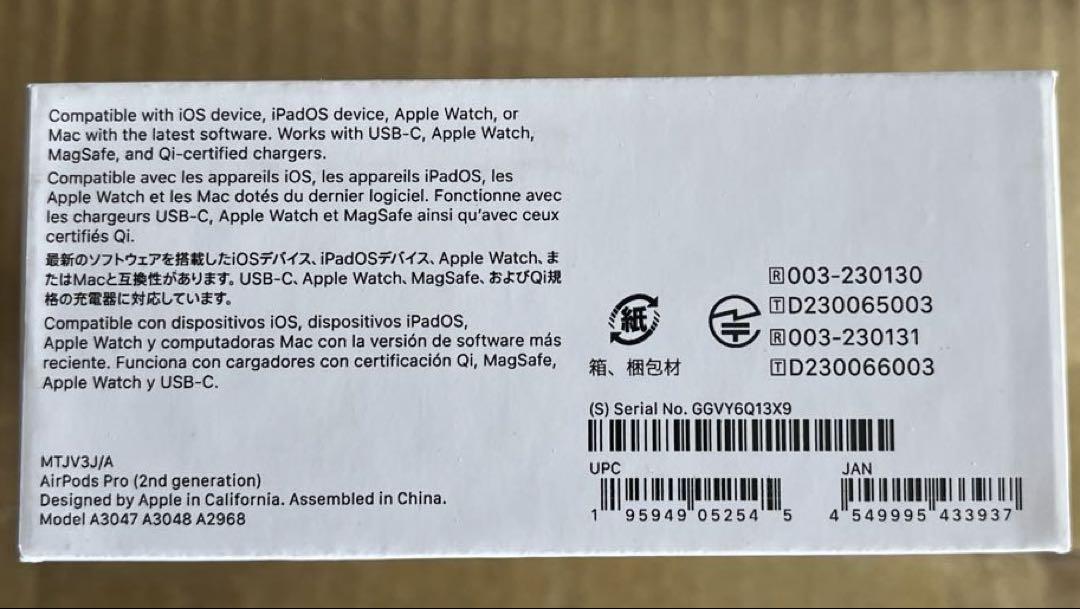 Compatible with iOS device, iPadOS device, Apple Watch, or
Mac with the latest software. Works with USB-C, Apple Watch,
MagSafe, and Qi-certified chargers.
Compatible avec les appareils iOS, les appareils iPadOS, les
Apple Watch et les Mac dotés du dernier logiciel. Fonctionne avec
les chargeurs USB-C, Apple Watch et MagSafe ainsi qu'avec ceux
certifiés Qi.
最新のソフトウェアを搭載したiOSデバイス、iPadOSデバイス、Apple Watch、ま
たはMacと互換性があります。USB-C、Apple Watch、MagSafe、およびQi規
格の充電器に対応しています。
Compatible con dispositivos iOS, dispositivos iPadOS,
Apple Watch y computadoras Mac con la versión de software más
reciente. Funciona con cargadores con certificación Qi, MagSafe,
Apple Watch y USB-C.
MTJV3J/A
AirPods Pro (2nd generation)
Designed by Apple in California. Assembled in China.
Model A3047 A3048 A2968
紙
箱、梱包材
R 003-230130
T D230065003
R 003-230131
T D230066003
(S) Serial No. GGVY6Q13X9
UPC
1 95949 05254 5
JAN
4 549995 433937